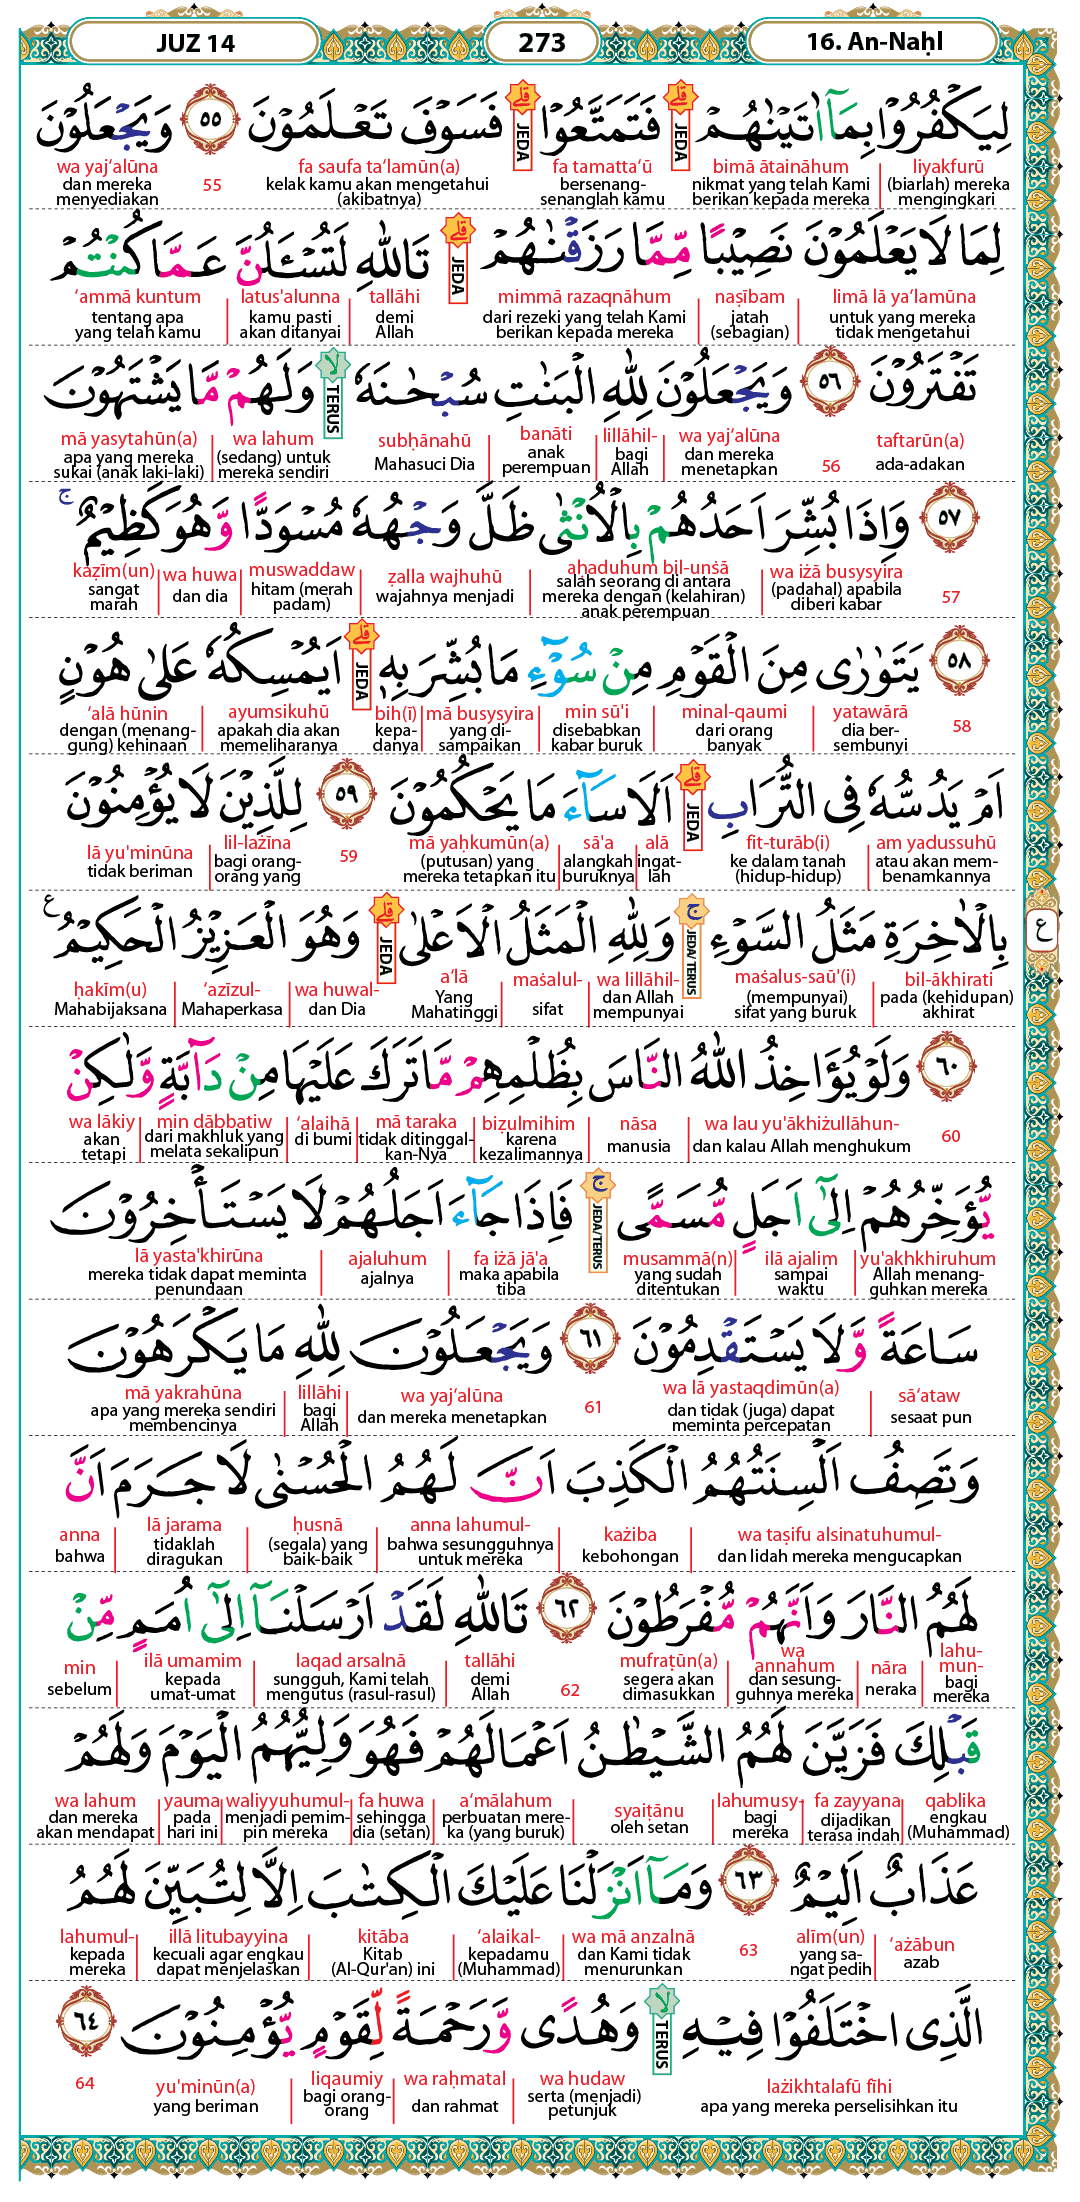 JUZ 14
273
16. An-Naḥl
لِيَكْفُرُوْا بِمَآ اٰتَيْنٰهُمْ ۗ فَتَمَتَّعُوْا ۗ فَسَوْفَ تَعْلَمُوْنَ ٥٥ وَيَجْعَلُوْنَ
JEDA JEDA
liyakfurū bimā ātaināhum fa tamatta‘ū fa saufa ta‘lamūn(a) 55 wa yaj‘alūna
(biarlah) mereka mengingkari nikmat yang telah Kami berikan kepada mereka bersenang-senanglah kamu kelak kamu akan mengetahui (akibatnya) dan mereka menyediakan
لِمَا لَا يَعْلَمُوْنَ نَصِيْبًا مِّمَّا رَزَقْنٰهُمْ ۗ تَاللّٰهِ لَتُسْـَٔلُنَّ عَمَّا كُنْتُمْ
JEDA
limā lā ya‘lamūna naṣībam mimmā razaqnāhum tallāhi latus'alunna ‘ammā kuntum
untuk yang mereka tidak mengetahui jatah (sebagian) dari rezeki yang telah Kami berikan kepada mereka demi Allah kamu pasti akan ditanyai tentang apa yang telah kamu
تَفْتَرُوْنَ ٥٦ وَيَجْعَلُوْنَ لِلّٰهِ الْبَنٰتِ سُبْحٰنَهٗ ۙ وَلَهُمْ مَّا يَشْتَهُوْنَ
TERUS
taftarūn(a) 56 wa yaj‘alūna lillāhil- banāti subḥānahū wa lahum mā yasytahūn(a)
ada-adakan dan mereka menetapkan bagi Allah anak perempuan Mahasuci Dia (sedang) untuk mereka sendiri apa yang mereka sukai (anak laki-laki)
٥٧ وَاِذَا بُشِّرَ اَحَدُهُمْ بِالْاُنْثٰى ظَلَّ وَجْهُهٗ مُسْوَدًّا وَّهُوَ كَظِيْمٌ ۚ
57 wa iżā busysyira aḥaduhum bil-unṡā ẓalla wajhuhū muswaddaw wa huwa kaẓīm(un)
(padahal) apabila diberi kabar salah seorang di antara mereka dengan (kelahiran) anak perempuan wajahnya menjadi hitam (merah padam) dan dia sangat marah
٥٨ يَتَوٰرٰى مِنَ الْقَوْمِ مِنْ سُوْۤءِ مَا بُشِّرَ بِهٖ ۗ اَيُمْسِكُهٗ عَلٰى هُوْنٍ
JEDA
58 yatawārā minal-qaumi min sū'i mā busysyira bih(ī) ayumsikuhū ‘alā hūnin
dia bersembunyi dari orang banyak disebabkan kabar buruk yang disampaikan kepadanya apakah dia akan memeliharanya dengan (menanggung) kehinaan
اَمْ يَدُسُّهٗ فِى التُّرَابِ ۗ اَلَا سَاۤءَ مَا يَحْكُمُوْنَ ٥٩ لِلَّذِيْنَ لَا يُؤْمِنُوْنَ
JEDA
am yadussuhū fit-turāb(i) alā sā'a mā yaḥkumūn(a) 59 lil-lażīna lā yu'minūna
atau akan membenamkannya ke dalam tanah (hidup-hidup) ingatlah alangkah buruknya (putusan) yang mereka tetapkan itu bagi orang-orang yang tidak beriman
بِالْاٰخِرَةِ مَثَلُ السَّوْءِ ۚ وَلِلّٰهِ الْمَثَلُ الْاَعْلٰى ۗ وَهُوَ الْعَزِيْزُ الْحَكِيْمُ ࣖ
JEDA/TERUS JEDA
bil-ākhirati maṡalus-saū'(i) wa lillāhil- maṡalul- a‘lā wa huwal- ‘azīzul- ḥakīm(u)
pada (kehidupan) akhirat (mempunyai) sifat yang buruk dan Allah mempunyai sifat Yang Mahatinggi dan Dia Mahaperkasa Mahabijaksana
ع
٦٠ وَلَوْ يُؤَاخِذُ اللّٰهُ النَّاسَ بِظُلْمِهِمْ مَّا تَرَكَ عَلَيْهَا مِنْ دَاۤبَّةٍ وَّلٰكِنْ
60 wa lau yu'ākhiżullāhun- nāsa biẓulmihim mā taraka ‘alaihā min dābbatiw wa lākiy
dan kalau Allah menghukum manusia karena kezalimannya tidak ditinggalkan-Nya di bumi dari makhluk yang melata sekalipun akan tetapi
يُّؤَخِّرُهُمْ اِلٰٓى اَجَلٍ مُّسَمًّى ۚ فَاِذَا جَاۤءَ اَجَلُهُمْ لَا يَسْتَأْخِرُوْنَ
JEDA/TERUS
yu'akhkhiruhum ilā ajalim musammā(n) fa iżā jā'a ajaluhum lā yasta'khirūna
Allah menangguhkan mereka sampai waktu yang sudah ditentukan maka apabila tiba ajalnya mereka tidak dapat meminta penundaan
سَاعَةً وَّلَا يَسْتَقْدِمُوْنَ ٦١ وَيَجْعَلُوْنَ لِلّٰهِ مَا يَكْرَهُوْنَ
sā‘ataw wa lā yastaqdimūn(a) 61 wa yaj‘alūna lillāhi mā yakrahūna
sesaat pun dan tidak (juga) dapat meminta percepatan dan mereka menetapkan bagi Allah apa yang mereka sendiri membencinya
وَتَصِفُ اَلْسِنَتُهُمُ الْكَذِبَ اَنَّ لَهُمُ الْحُسْنٰى لَا جَرَمَ اَنَّ
wa taṣifu alsinatuhumul- każiba anna lahumul- ḥusnā lā jarama anna
dan lidah mereka mengucapkan kebohongan bahwa sesungguhnya untuk mereka (segala) yang baik-baik tidaklah diragukan bahwa
لَهُمُ النَّارَ وَاَنَّهُمْ مُّفْرَطُوْنَ ٦٢ تَاللّٰهِ لَقَدْ اَرْسَلْنَآ اِلٰٓى اُمَمٍ مِّنْ
lahumun- nāra wa annahum mufraṭūn(a) 62 tallāhi laqad arsalnā ilā umamim min
bagi mereka neraka dan sesungguhnya mereka segera akan dimasukkan demi Allah sungguh, Kami telah mengutus (rasul-rasul) kepada umat-umat sebelum
قَبْلِكَ فَزَيَّنَ لَهُمُ الشَّيْطٰنُ اَعْمَالَهُمْ فَهُوَ وَلِيُّهُمُ الْيَوْمَ وَلَهُمْ
qablika fa zayyana lahumusy- syaiṭānu a‘mālahum fa huwa waliyyuhumul- yauma wa lahum
engkau (Muhammad) dijadikan terasa indah bagi mereka oleh setan perbuatan mereka (yang buruk) sehingga dia (setan) menjadi pemimpin mereka pada hari ini dan mereka akan mendapat
عَذَابٌ اَلِيْمٌ ٦٣ وَمَآ اَنْزَلْنَا عَلَيْكَ الْكِتٰبَ اِلَّا لِتُبَيِّنَ لَهُمُ
‘ażābun alīm(un) 63 wa mā anzalnā ‘alaikal- kitāba illā litubayyina lahumul-
azab yang sangat pedih dan Kami tidak menurunkan kepadamu (Muhammad) Kitab (Al-Qur'an) ini kecuali agar engkau dapat menjelaskan kepada mereka
الَّذِى اخْتَلَفُوْا فِيْهِ ۙ وَهُدًى وَّرَحْمَةً لِّقَوْمٍ يُّؤْمِنُوْنَ ٦٤
TERUS
lażikhtalafū fīhi wa hudaw wa raḥmatal liqaumiy yu'minūn(a) 64
apa yang mereka perselisihkan itu serta (menjadi) petunjuk dan rahmat bagi orang-orang yang beriman